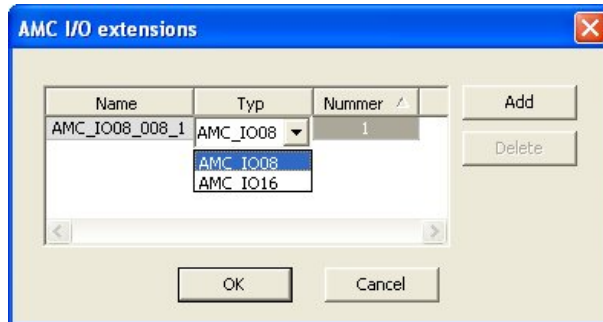 AMC I/O extensions
Name Typ Nummer
AMC_IO08_008_1 AMC_IO08 1
AMC_IO08
AMC_IO16
Add
Delete
OK Cancel